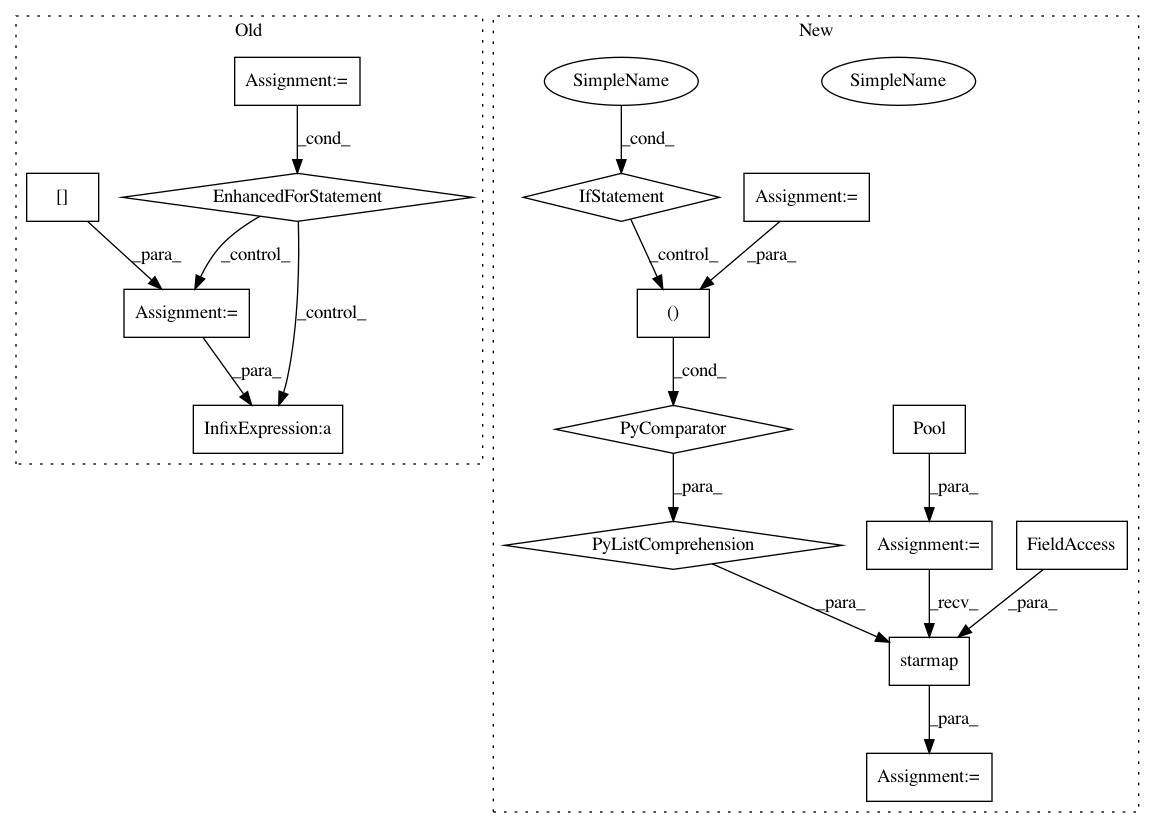 Old
New
Assignment:=
SimpleName
SimpleName
_cond_
_cond_
[]
EnhancedForStatement
IfStatement
Assignment:=
_para_
_control_
_control_
_para_
Assignment:=
_control_
()
_para_
_cond_
InfixExpression:a
PyComparator
Pool
_para_
_para_
PyListComprehension
Assignment:=
FieldAccess
_para_
_recv_
_para_
starmap
_para_
Assignment:=